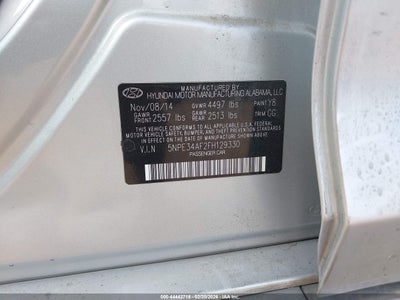 MANUFACTURED BY
HYUNDAI MOTOR MANUFACTURING ALABAMA, LLC
Nov/08/14 GVWR 4497 lbs PAINT Y8
GAWR FRONT 2557 lbs GAWR REAR 2513 lbs TRIM GG
THIS VEHICLE CONFORMS TO ALL APPLICABLE FEDERAL
MOTOR VEHICLE SAFETY, BUMPER, AND THEFT PREVENTION
STANDARDS IN EFFECT ON THE DATE OF
MANUFACTURE SHOWN ABOVE.
V.I.N 5NPE34AF2FH129330
PASSENGER CAR